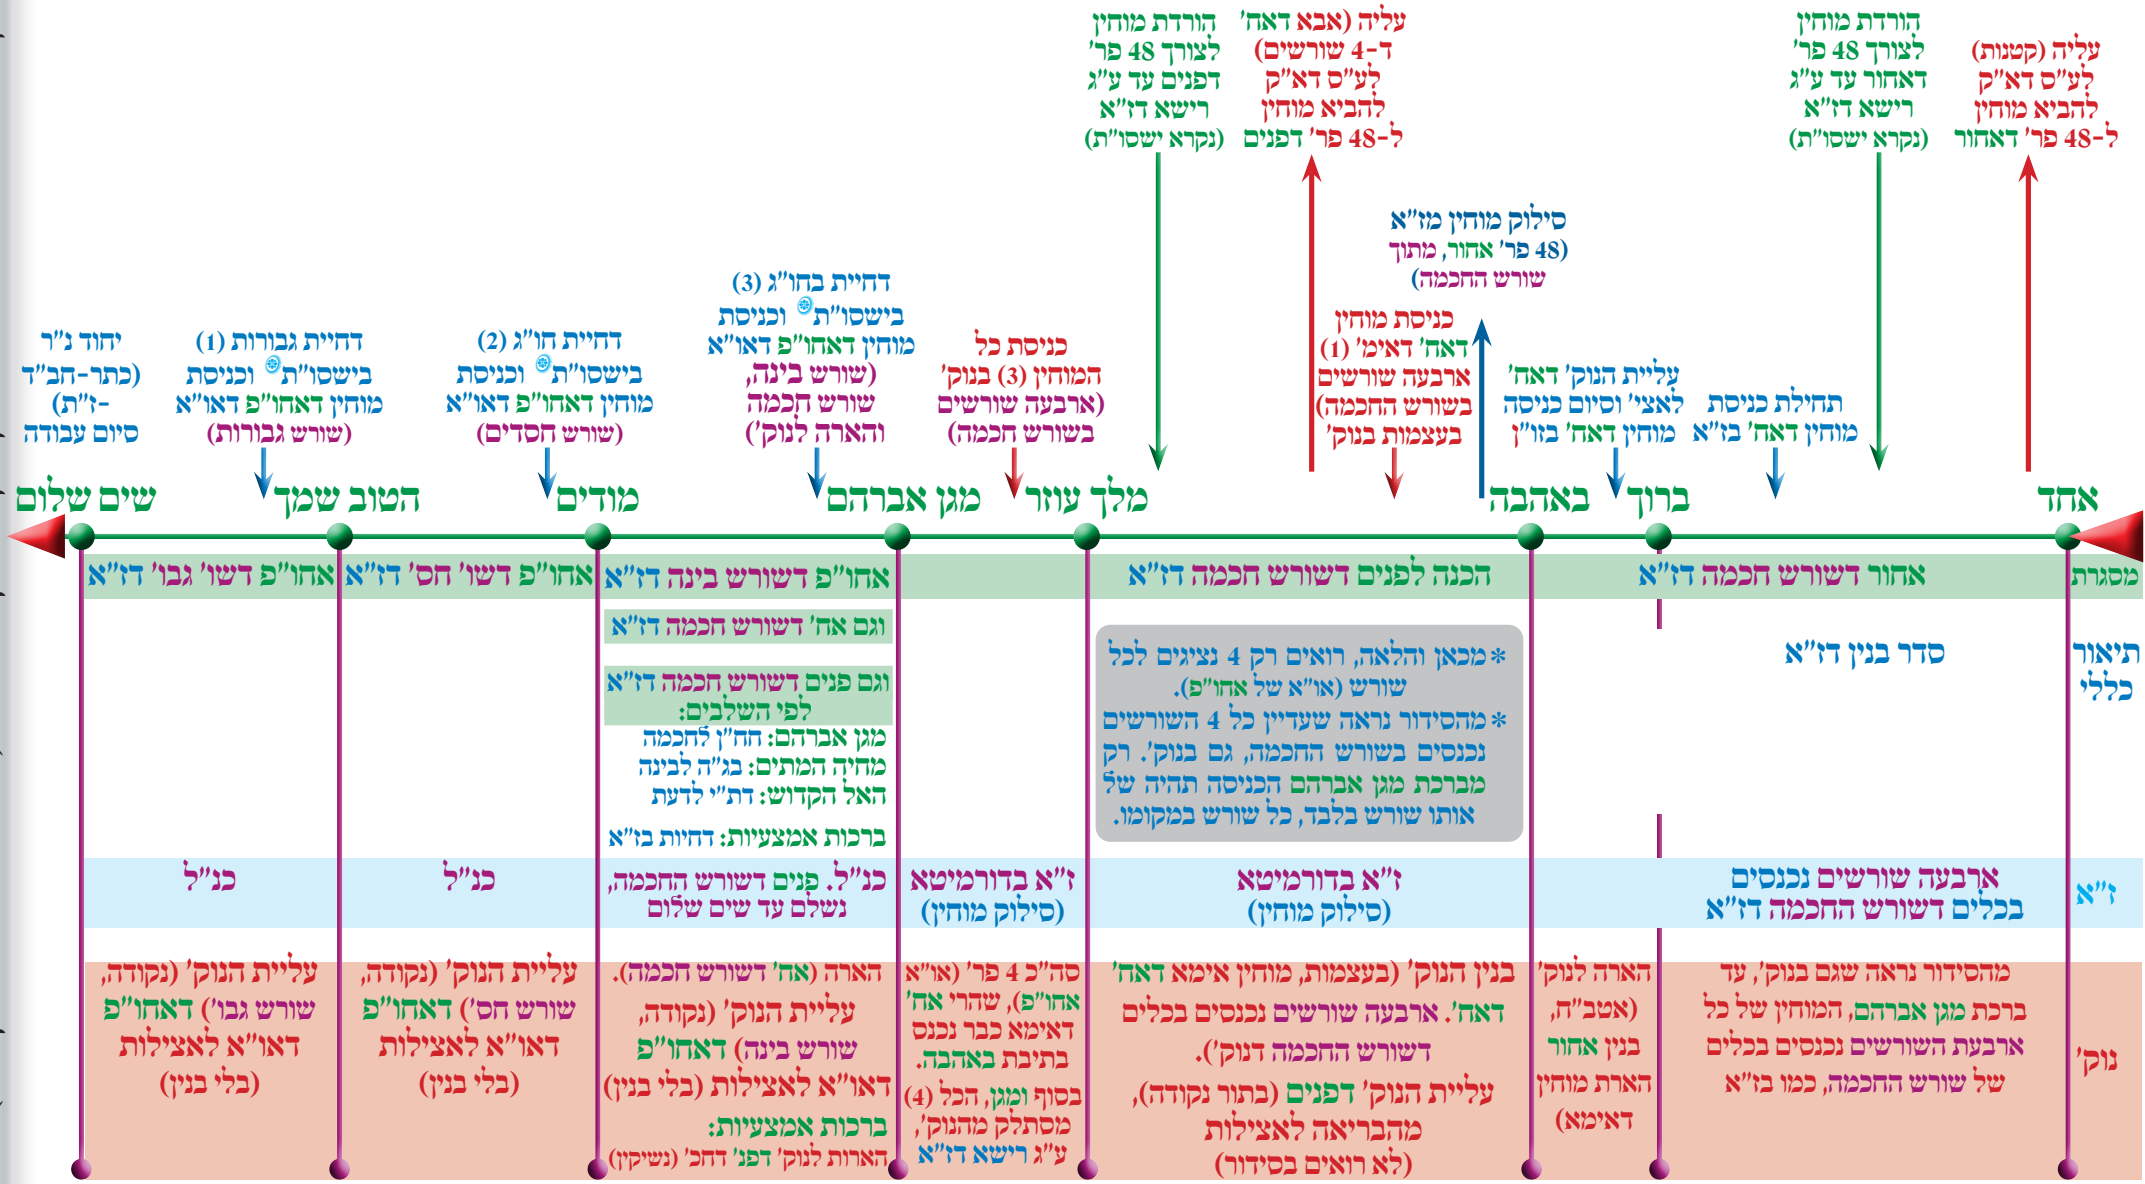 עליה (קטנות)
לע"ס דא"ק
להביא מוחין
ל-48 פר' דאחור
הורדת מוחין
לצורך 48 פר'
דאחור עד ע"ג
רישא דז"א
(נקרא ישסו"ת)
עליה (אבא דאח'
ד-4 שורשים)
לע"ס דא"ק
להביא מוחין
ל-48 פר' דפנים
הורדת מוחין
לצורך 48 פר'
דפנים עד ע"ג
רישא דז"א
(נקרא ישסו"ת)
סילוק מוחין מז"א
(48 פר' אחור, מתוך
שורש החכמה)
תחילת כניסת
מוחין דאח' בז"א
עליית הנוק' דאח'
לאצי' וסיום כניסה
מוחין דאח' בזו"ן
כניסת מוחין
דאח' דאימ' (1)
ארבעה שורשים
בשורש החכמה)
בעצמות בנוק'
כניסת כל
המוחין (3) בנוק'
(ארבעה שורשים
בשורש חכמה)
דחיית בחו"ג (3)
בישסו"ת וכניסת
מוחין דאחו"פ דאו"א
(שורש בינה,
שורש חכמה
והארה לנוק')
דחיית חו"ג (2)
בישסו"ת וכניסת
מוחין דאחו"פ דאו"א
(שורש חסדים)
דחיית גבורות (1)
בישסו"ת וכניסת
מוחין דאחו"פ דאו"א
(שורש גבורות)
יחוד נ"ר
(כתר-חב"ד
-ז"ת)
סיום עבודה
אחד
ברוך
באהבה
מלך עוזר
מגן אברהם
מודים
הטוב שמך
שים שלום
מסגרת
אחור דשורש חכמה דז"א
הכנה לפנים דשורש חכמה דז"א
אחו"פ דשורש בינה דז"א
אחו"פ דשו' חס' דז"א
אחו"פ דשו' גבו' דז"א
וגם אח' דשורש חכמה דז"א
וגם פנים דשורש חכמה דז"א
לפי השלבים:
מגן אברהם: חח"ן לחכמה
מחיה המתים: בג"ה לבינה
האל הקדוש: דת"י לדעת
ברכות אמצעיות: דחיות בז"א
תיאור
כללי
סדר בנין דז"א
*מכאן והלאה, רואים רק 4 נציגים לכל
שורש (או"א של אחו"פ).
*מהסידור נראה שעדיין כל 4 השורשים
נכנסים בשורש החכמה, גם בנוק'. רק
מברכת מגן אברהם הכניסה תהיה של
אותו שורש בלבד, כל שורש במקומו.
ז"א
ארבעה שורשים נכנסים
בכלים דשורש החכמה דז"א
ז"א בדורמיטא
(סילוק מוחין)
ז"א בדורמיטא
(סילוק מוחין)
כנ"ל. פנים דשורש החכמה,
נשלם עד שים שלום
כנ"ל
כנ"ל
נוק'
מהסידור נראה שגם בנוק', עד
ברכת מגן אברהם, המוחין של כל
ארבעת השורשים נכנסים בכלים
של שורש החכמה, כמו בז"א
הארה לנוק'
(אטב"ח,
בנין אחור
הארת מוחין
דאימא)
בנין הנוק' (בעצמות, מוחין אימא דאח'
דאח'. ארבעה שורשים נכנסים בכלים
דשורש החכמה דנוק').
עליית הנוק' דפנים (בתור נקודה),
מהבריאה לאצילות
(לא רואים בסידור)
סה"כ 4 פר' (או"א
אחו"פ), שהרי אח'
דאימא כבר נכנס
בתיבת באהבה.
בסוף ומגן, הכל (4)
מסתלק מהנוק',
ע"ג רישא דז"א
הארה (אח' דשורש חכמה).
עליית הנוק' (נקודה,
שורש בינה) דאחו"פ
דאו"א לאצילות (בלי בנין)
ברכות אמצעיות:
הארות לנוק' דפנ' דחכ' (נשיקין)
עליית הנוק' (נקודה,
שורש חס') דאחו"פ
דאו"א לאצילות
(בלי בנין)
עליית הנוק' (נקודה,
שורש גבו') דאחו"פ
דאו"א לאצילות
(בלי בנין)